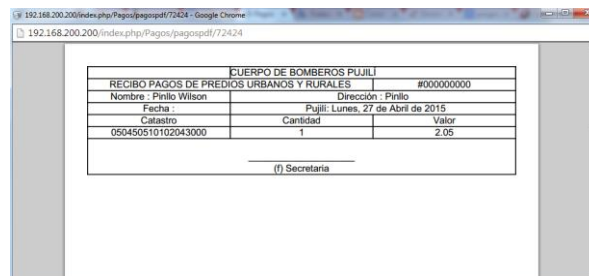 192.168.200.200/index.php/Pagos/pagospdf/72424 - Google Chrome
192.168.200.200/index.php/Pagos/pagospdf/72424
CUERPO DE BOMBEROS PUJILÍ
RECIBO PAGOS DE PREDIOS URBANOS Y RURALES #000000000
Nombre : Pinllo Wilson Dirección : Pinllo
Fecha : Pujilí: Lunes, 27 de Abril de 2015
Catastro Cantidad Valor
050450510102043000 1 2.05
(f) Secretaria